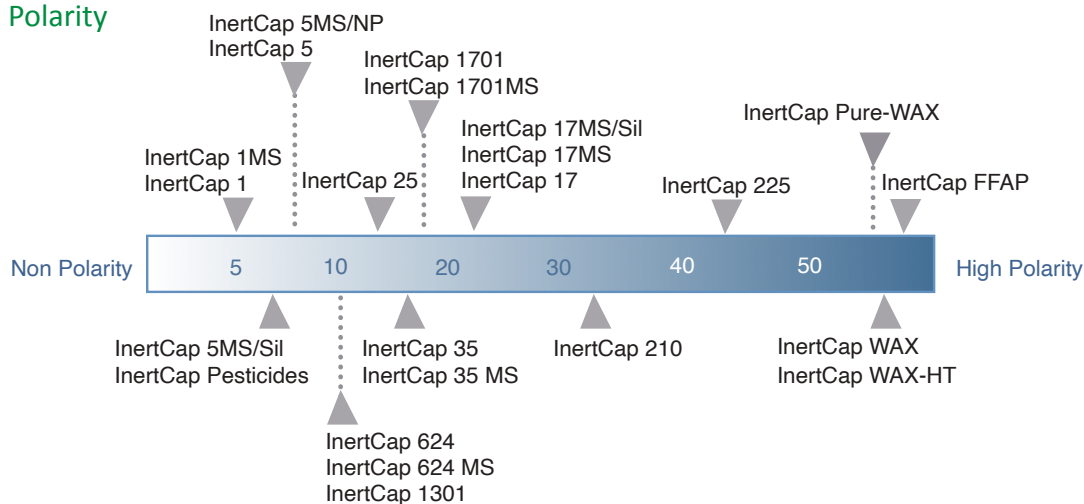 Polarity
InertCap 5MS/NP
InertCap 5
InertCap 1701
InertCap 1701MS
InertCap 17MS/Sil
InertCap 17MS
InertCap 17
InertCap Pure-WAX
InertCap 1MS
InertCap 1
InertCap 25
InertCap 225
InertCap FFAP
Non Polarity
5
10
20
30
40
50
High Polarity
InertCap 5MS/Sil
InertCap Pesticides
InertCap 35
InertCap 35 MS
InertCap 210
InertCap WAX
InertCap WAX-HT
InertCap 624
InertCap 624 MS
InertCap 1301